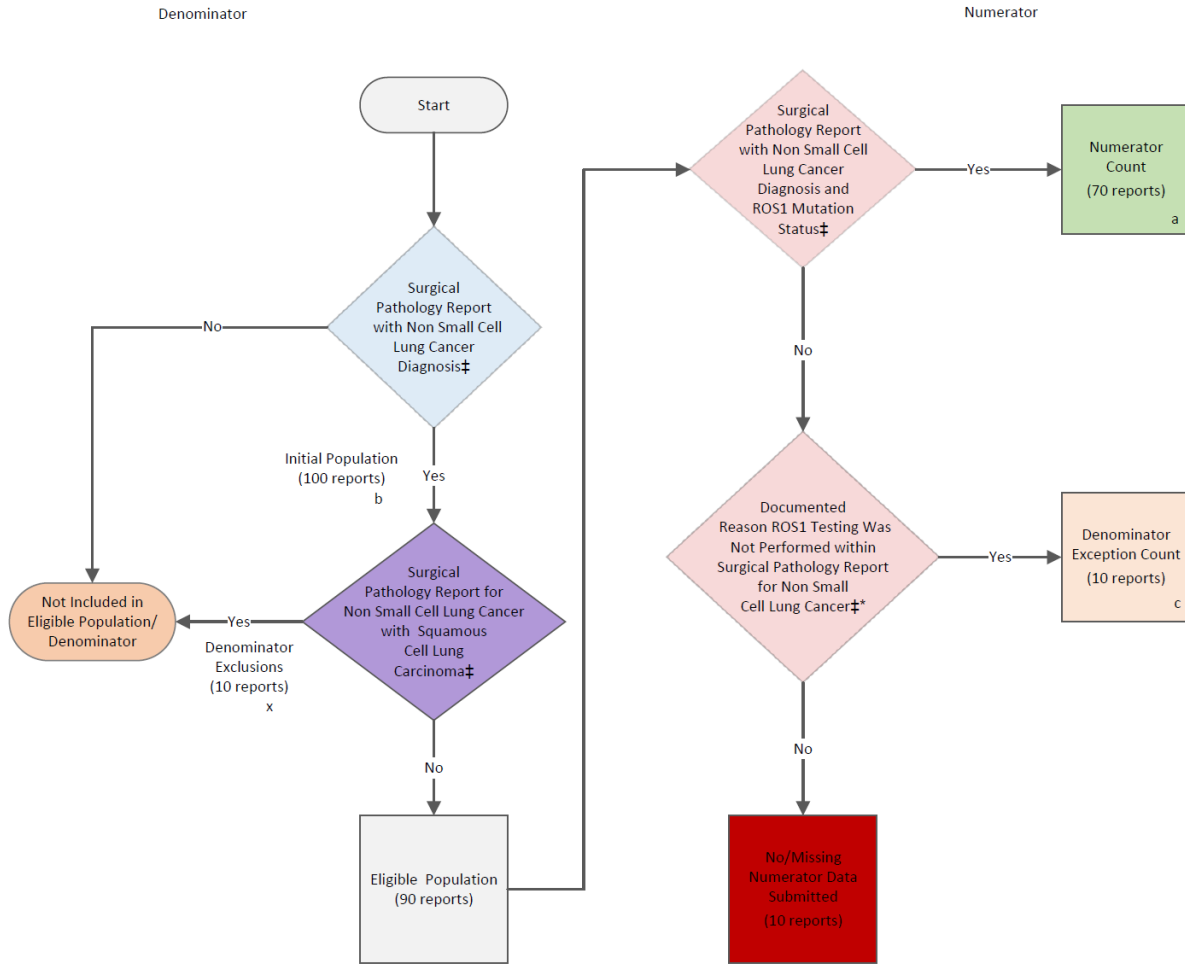 Denominator
Numerator
Start
Surgical
Pathology Report
with Non Small Cell
Lung Cancer
Diagnosis‡
No
Initial Population
(100 reports)
b
Yes
Surgical
Pathology Report for
Non Small Cell Lung Cancer
with Squamous
Cell Lung
Carcinoma‡
Yes
Denominator
Exclusions
(10 reports)
x
Not Included in
Eligible Population/
Denominator
No
Eligible Population
(90 reports)
Surgical
Pathology Report
with Non Small Cell
Lung Cancer
Diagnosis and
ROS1 Mutation
Status‡
Yes
Numerator
Count
(70 reports)
a
No
Documented
Reason ROS1 Testing Was
Not Performed within
Surgical Pathology Report
for Non Small
Cell Lung Cancer‡*
Yes
Denominator
Exception Count
(10 reports)
c
No
No/Missing
Numerator Data
Submitted
(10 reports)